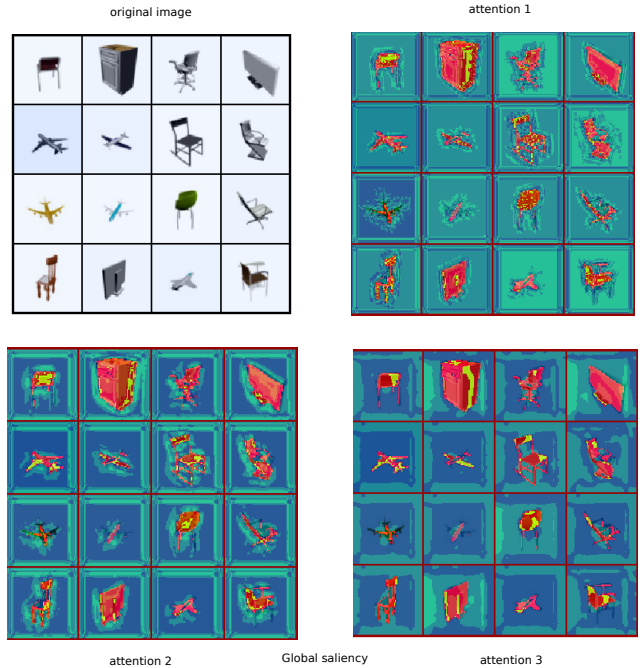 original image
attention 1
attention 2
Global saliency
attention 3